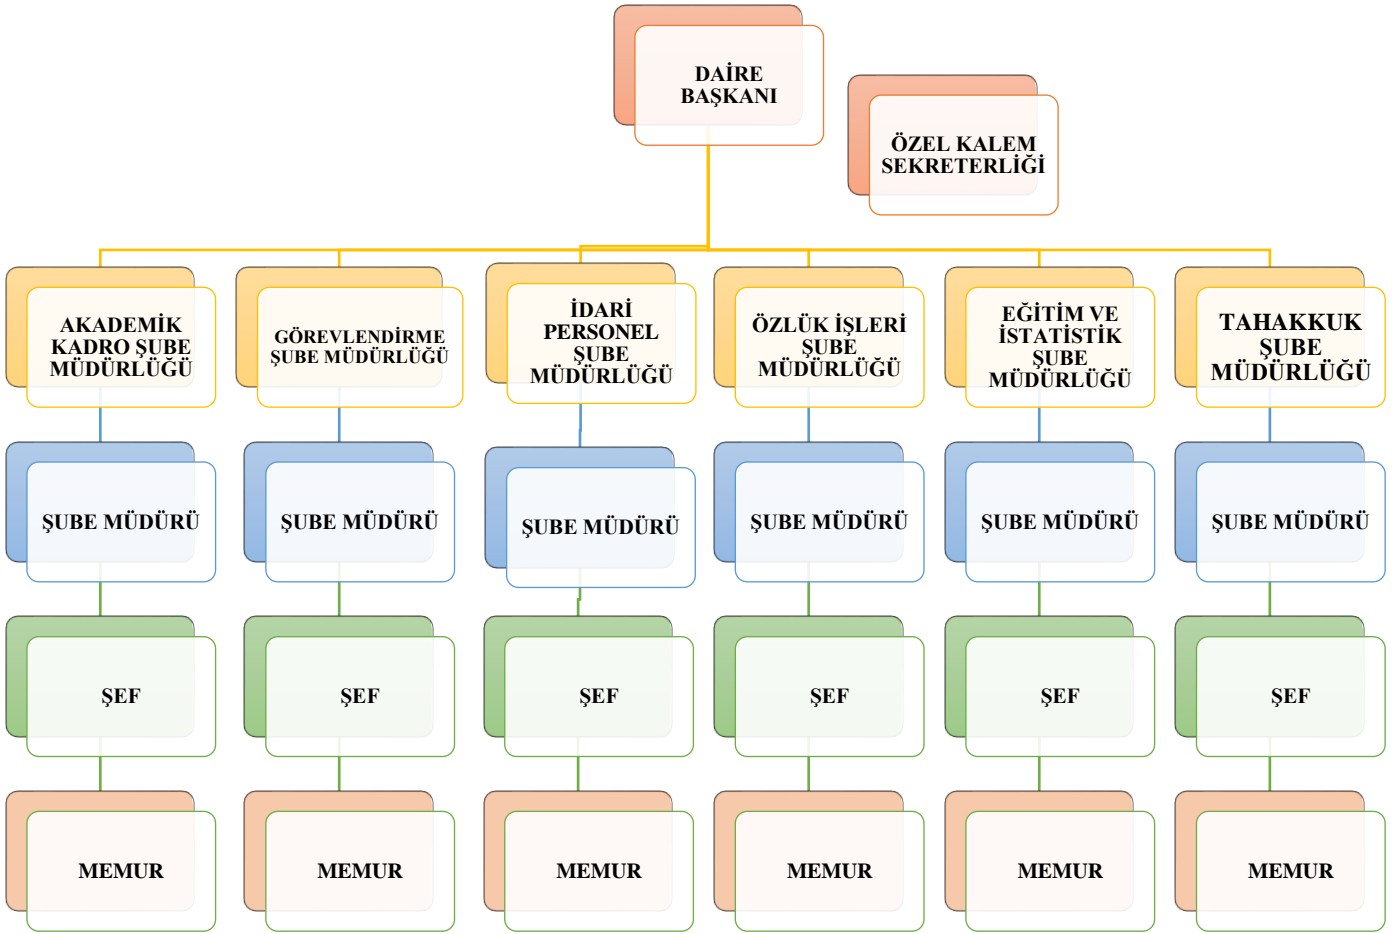 DAİRE
BAŞKANI
ÖZEL KALEM
SEKRETERLİĞİ
AKADEMİK
KADRO ŞUBE
MÜDÜRLÜĞÜ
GÖREVLENDİRME
ŞUBE MÜDÜRLÜĞÜ
İDARİ
PERSONEL
ŞUBE
MÜDÜRLÜĞÜ
ÖZLÜK İŞLERİ
ŞUBE
MÜDÜRLÜĞÜ
EĞİTİM VE
İSTATİSTİK
ŞUBE
MÜDÜRLÜĞÜ
TAHAKKUK
ŞUBE
MÜDÜRLÜĞÜ
ŞUBE MÜDÜRÜ
ŞUBE MÜDÜRÜ
ŞUBE MÜDÜRÜ
ŞUBE MÜDÜRÜ
ŞUBE MÜDÜRÜ
ŞUBE MÜDÜRÜ
ŞEF
ŞEF
ŞEF
ŞEF
ŞEF
ŞEF
MEMUR
MEMUR
MEMUR
MEMUR
MEMUR
MEMUR